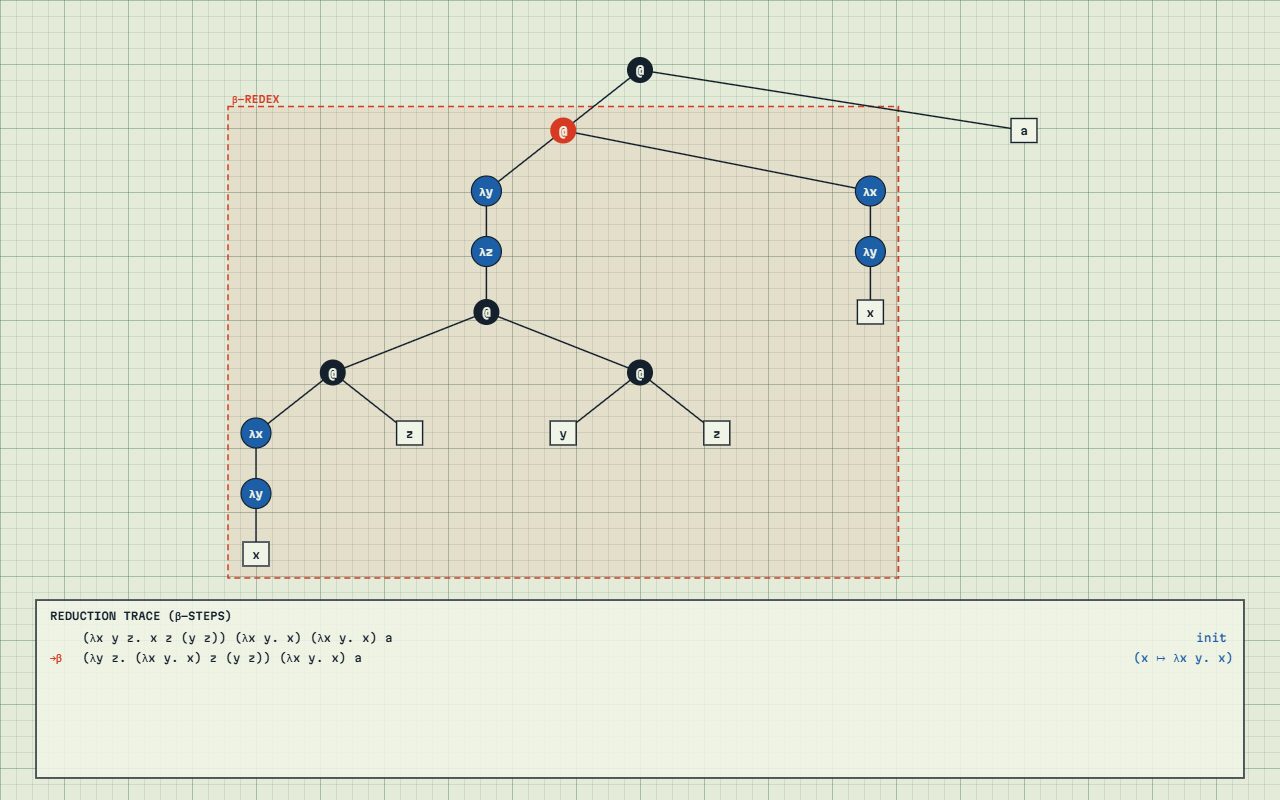 @
β—REDEX
@
a
λy
λx
λz
λy
@
x
@
@
λx
z
y
z
λy
x
REDUCTION TRACE (β—STEPS)
(λx y z. x z (y z)) (λx y. x) (λx y. x) a init
→β (λy z. (λx y. x) z (y z)) (λx y. x) a (x ↦ λx y. x)